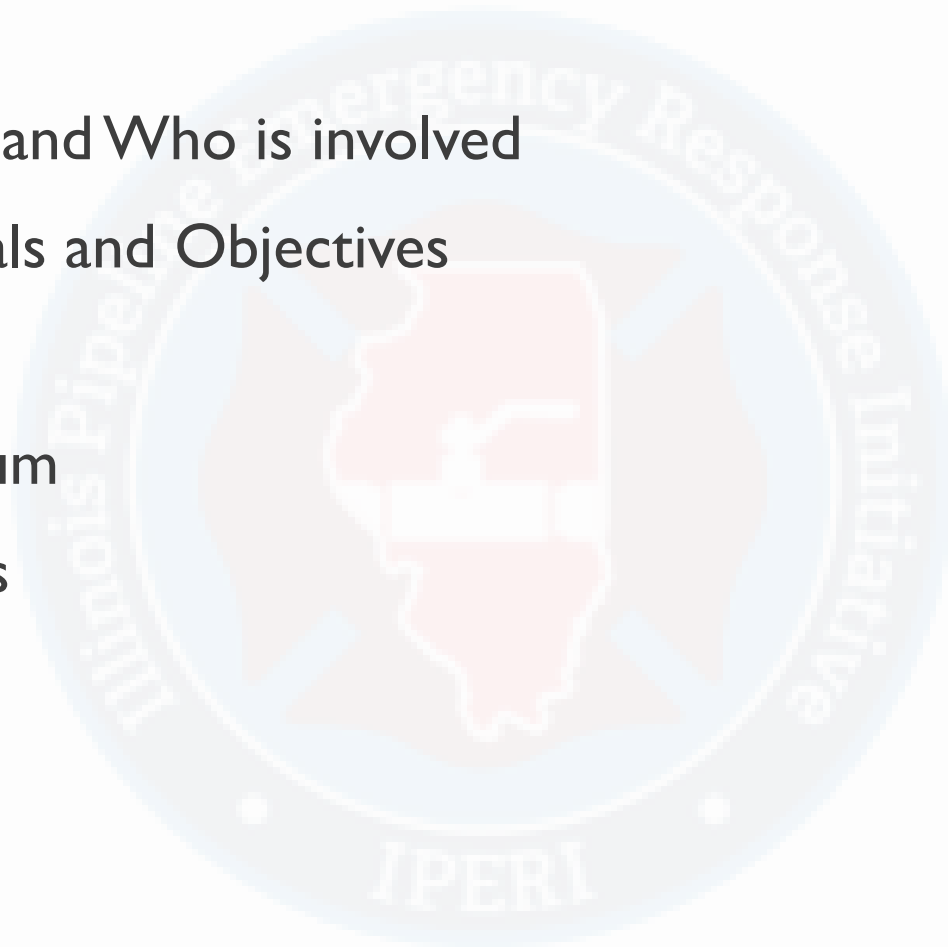 and Who is involved
als and Objectives
um
s
Illinois Pipeline Emergency Response Initiative
IPERI